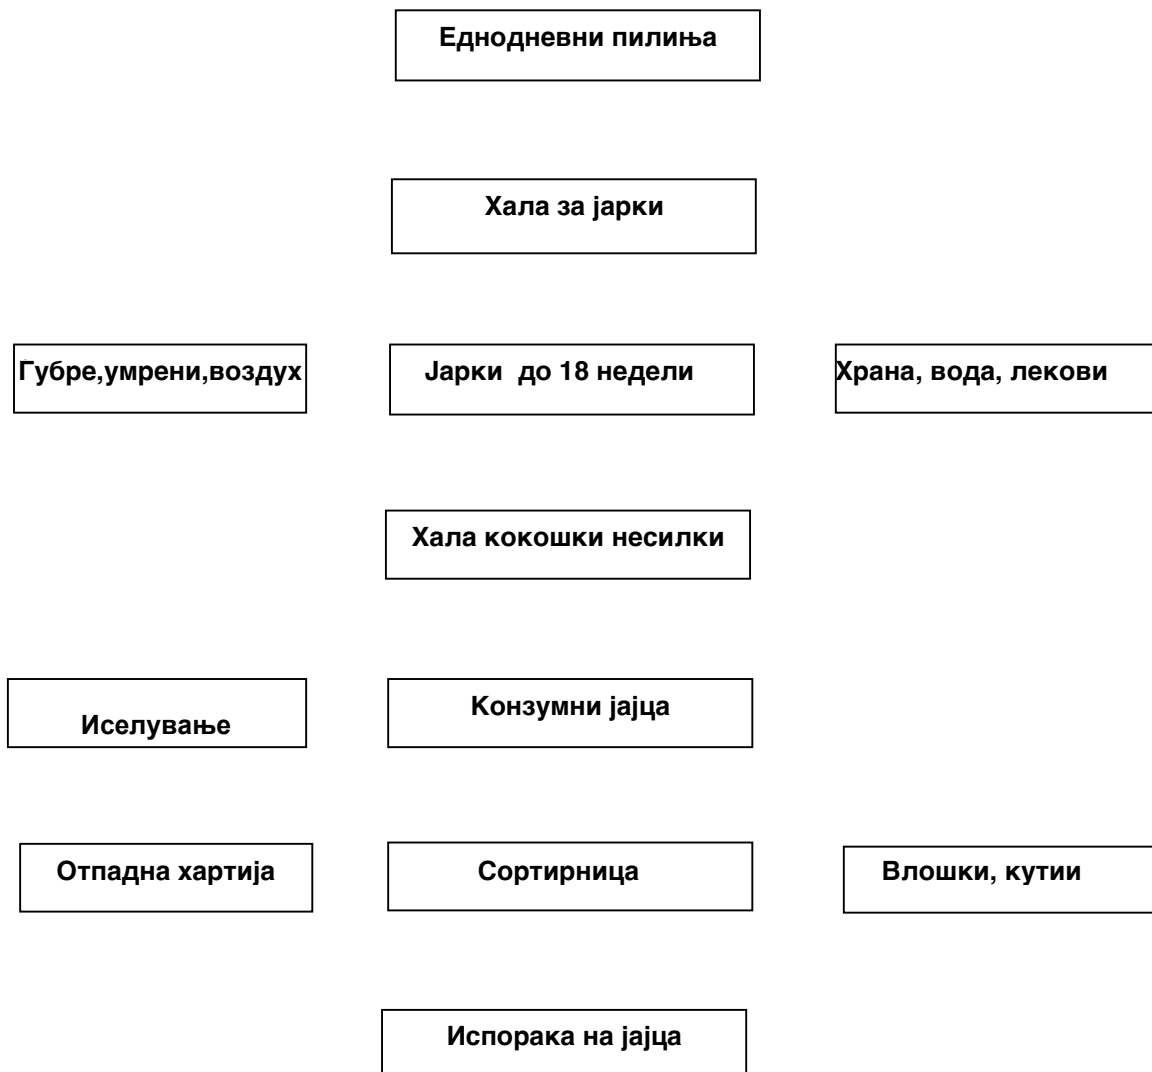 Еднодневни пилиња
Хала за јарки
Губре,умрени,воздух
Јарки до 18 недели
Храна, вода, лекови
Хала кокошки несилки
Иселување
Конзумни јајца
Отпадна хартија
Сортирница
Влошки, кутии
Испорака на јајца